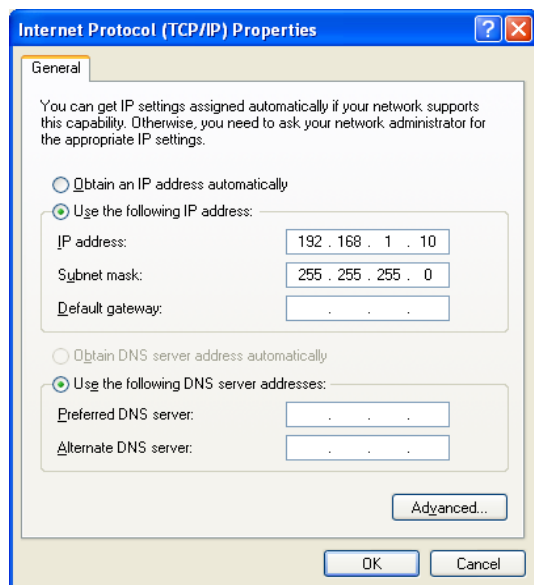 Internet Protocol (TCP/IP) Properties
General
You can get IP settings assigned automatically if your network supports
this capability. Otherwise, you need to ask your network administrator for
the appropriate IP settings.
Obtain an IP address automatically
Use the following IP address:
IP address: 192 . 168 . 1 . 10
Subnet mask: 255 . 255 . 255 . 0
Default gateway: . . .
Obtain DNS server address automatically
Use the following DNS server addresses:
Preferred DNS server: . . .
Alternate DNS server: . . .
Advanced...
OK Cancel